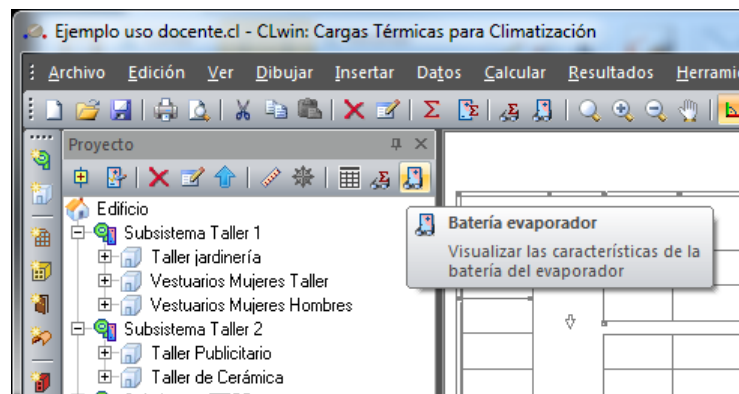 Ejemplo uso docente.cl - CLwin: Cargas Térmicas para Climatización
Archivo Edición Ver Dibujar Insertar Datos Calcular Resultados Herrami
Proyecto
Edificio
Subsistema Taller 1
Taller jardinería
Vestuarios Mujeres Taller
Vestuarios Mujeres Hombres
Subsistema Taller 2
Taller Publicitario
Taller de Cerámica
Batería evaporador
Visualizar las características de la
batería del evaporador